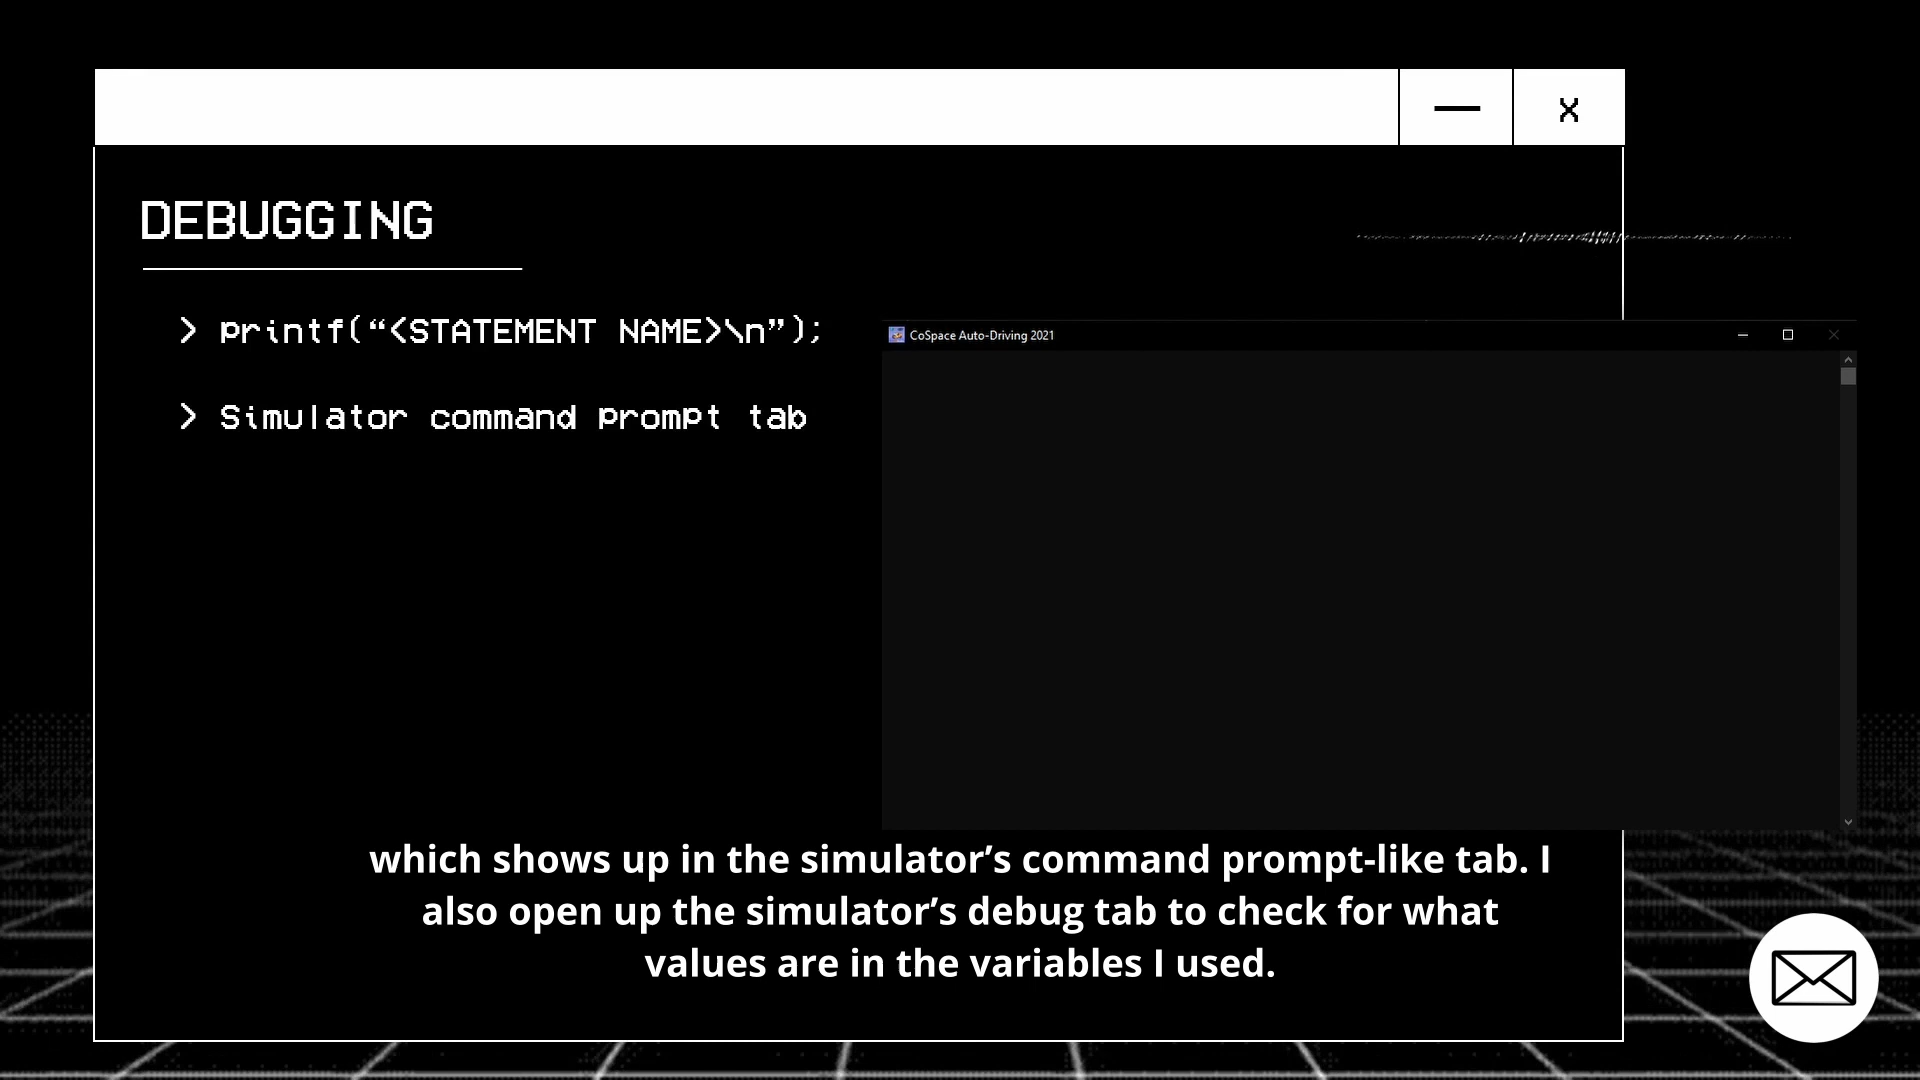 X
DEBUGGING
> printf(“<STATEMENT NAME>\n”);
> Simulator command prompt tab
CoSpace Auto-Driving 2021
which shows up in the simulator’s command prompt-like tab. I
also open up the simulator’s debug tab to check for what
values are in the variables I used.